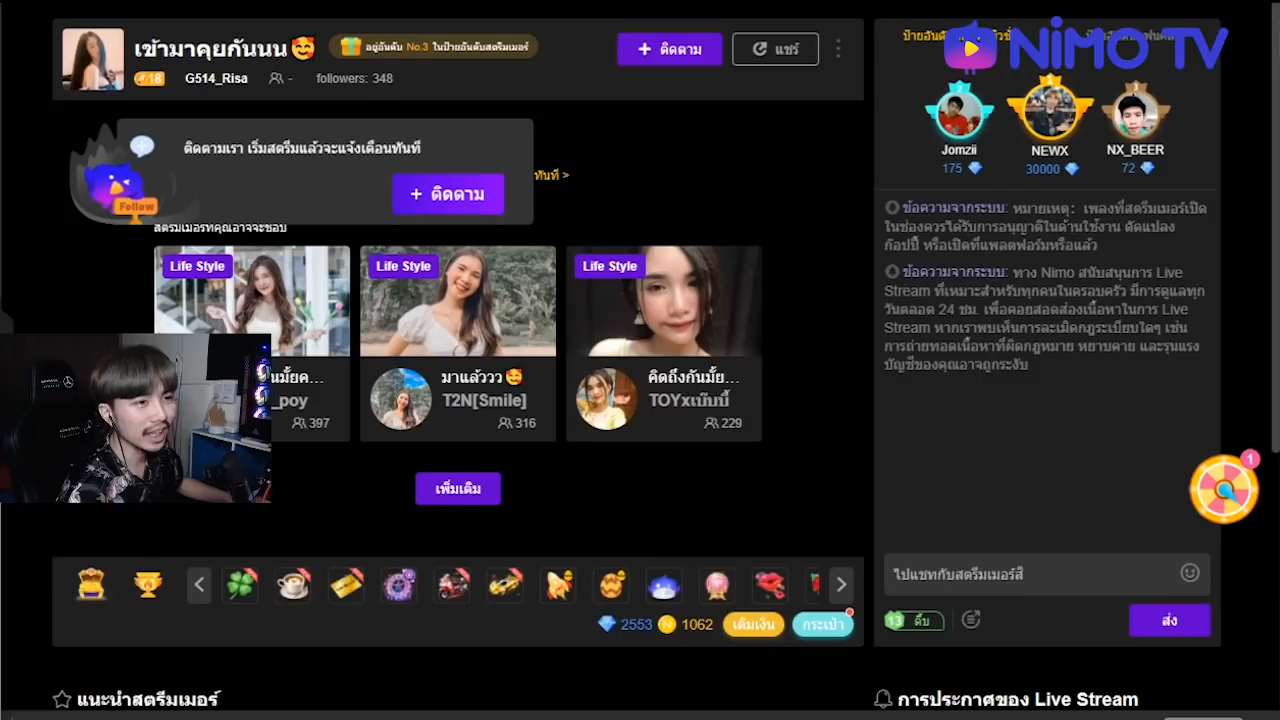 เข้ามาคุยกันนน🥰
อยู่อันดับ No.3 ในป้ายอันดับสตรีมเมอร์
18 G514_Risa - followers: 348
+ ติดตาม
แชร์
ติดตามเรา เริ่มสตรีมแล้วจะแจ้งเตือนทันที
+ ติดตาม
Follow
ทันที >
สตรีมเมอร์ที่คุณอาจจะชอบ
Life Style
Life Style
Life Style
นมั้ยค...
_poy
397
มาแล้ววว🥰
T2N[Smile]
316
คิดถึงกันมั้ย...
TOYxเบ๊บบี้
229
เพิ่มเติม
2553 1062 เติมเงิน กระเป๋า
แนะนำสตรีมเมอร์
NiMO TV
2 1 3
Jomzii NEWX NX_BEER
175 30000 72
ข้อความจากระบบ: หมายเหตุ: เพลงที่สตรีมเมอร์เปิด
ในช่องควรได้รับการอนุญาติในด้านใช้งาน ดัดแปลง
ก๊อปปี้ หรือเปิดที่แพลตฟอร์มหรือแล้ว
ข้อความจากระบบ: ทาง Nimo สนับสนุนการ Live
Stream ที่เหมาะสำหรับทุกคนในครอบครัว มีการดูแลทุก
วันตลอด 24 ชม. เพื่อคอยสอดส่องเนื้อหาในการ Live
Stream หากเราพบเห็นการละเมิดกฎระเบียบใดๆ เช่น
การถ่ายทอดเนื้อหาที่ผิดกฎหมาย หยาบคาย และรุนแรง
บัญชีของคุณอาจถูกระงับ
1
ไปแชทกับสตรีมเมอร์สิ
13 ดิ๊บ
ส่ง
การประกาศของ Live Stream